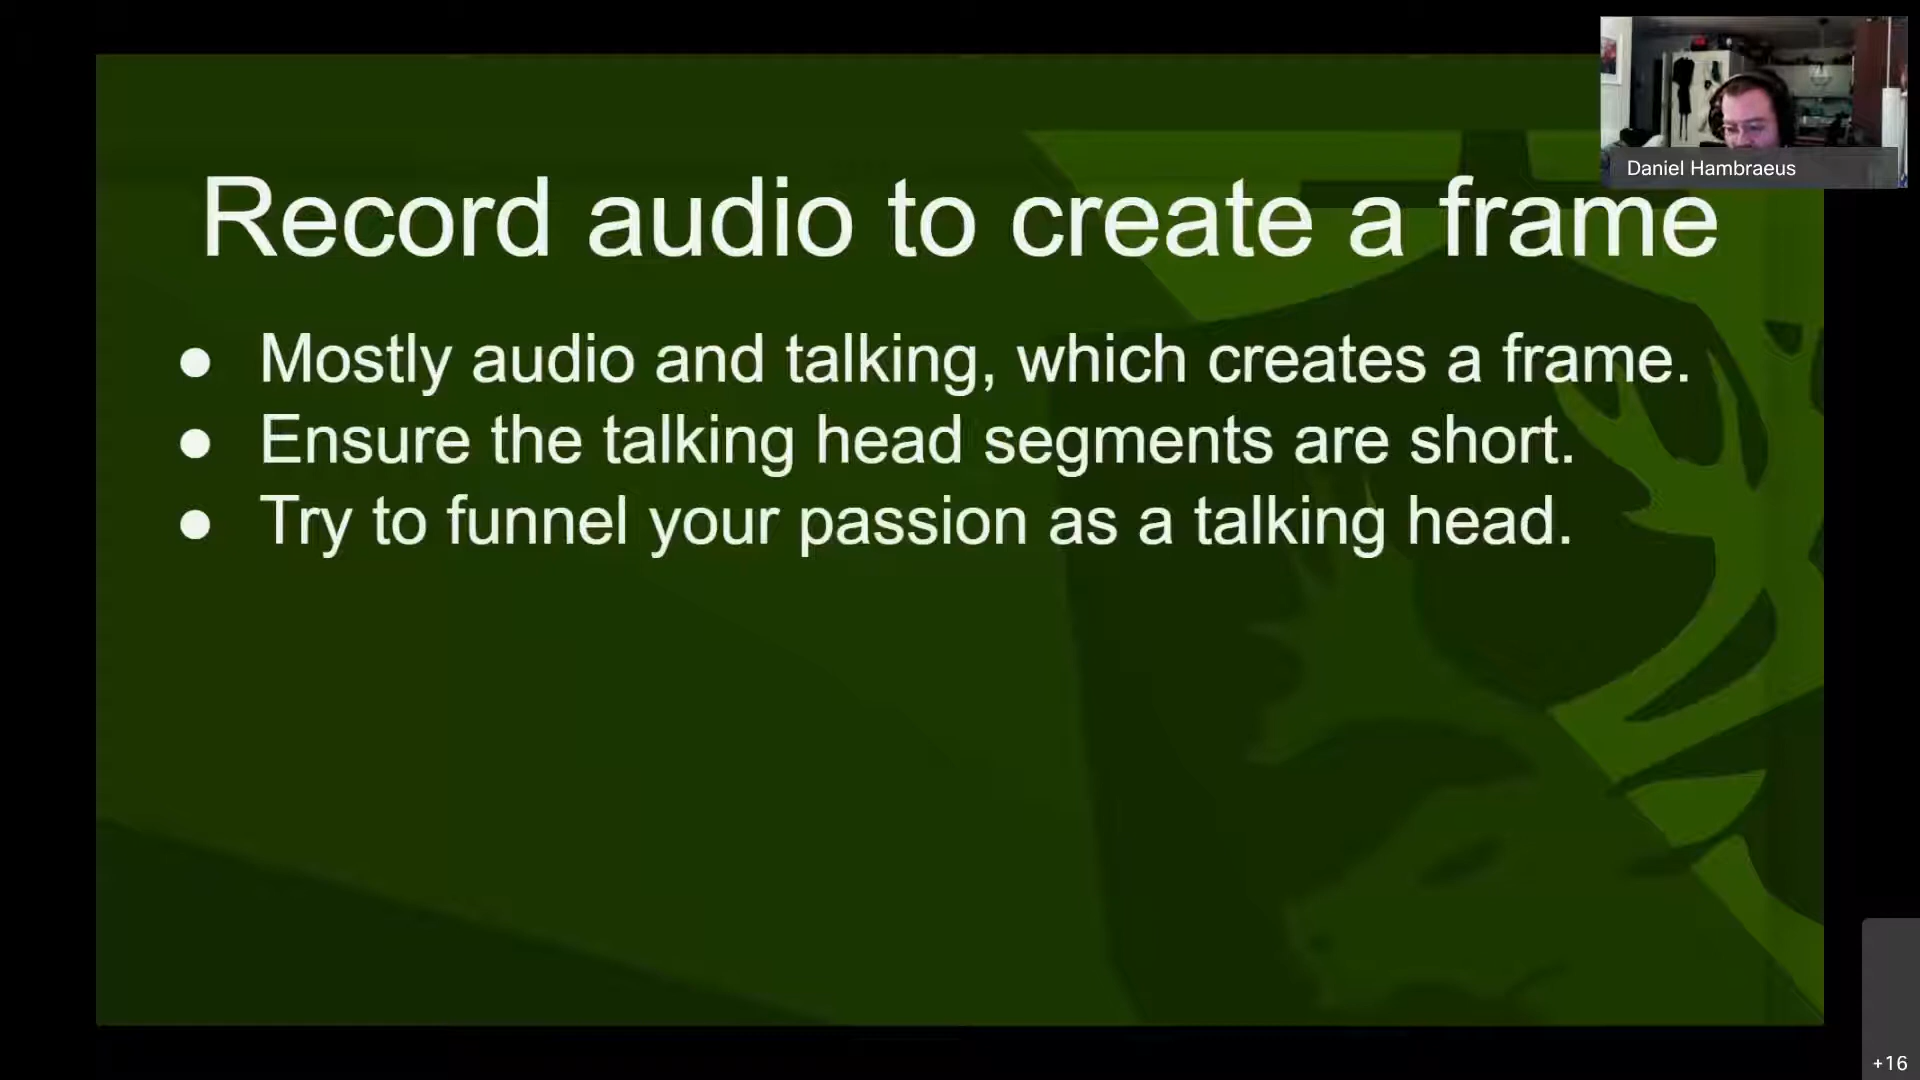 Daniel Hambraeus
Record audio to create a frame
● Mostly audio and talking, which creates a frame.
● Ensure the talking head segments are short.
● Try to funnel your passion as a talking head.
+16